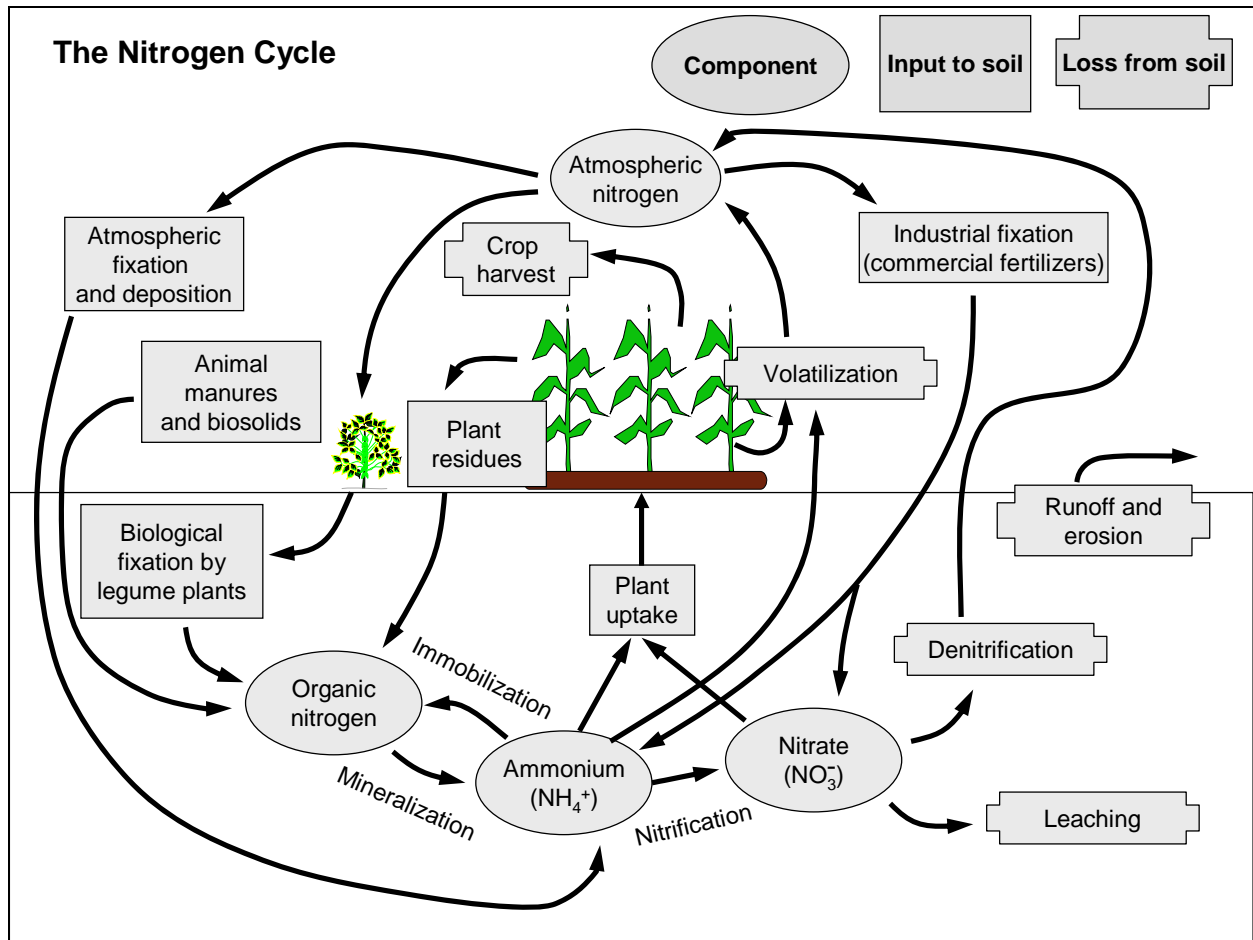 The Nitrogen Cycle
Component
Input to soil
Loss from soil
Atmospheric
nitrogen
Atmospheric
fixation
and deposition
Crop
harvest
Industrial fixation
(commercial fertilizers)
Animal
manures
and biosolids
Volatilization
Plant
residues
Runoff and
erosion
Biological
fixation by
legume plants
Plant
uptake
Denitrification
Immobilization
Organic
nitrogen
Nitrate
(NO₃⁻)
Ammonium
(NH₄⁺)
Mineralization
Nitrification
Leaching